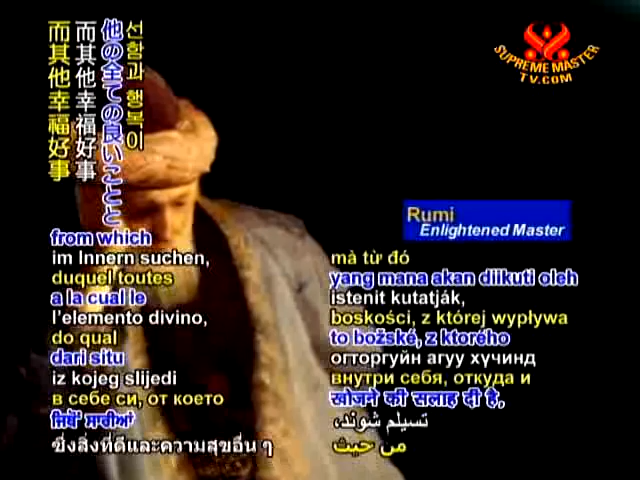 선함과 행복이
他の全ての良いことと
而其他幸福好事
而其他幸福好事
SUPREME MASTER
TV.COM
Rumi
Enlightened Master
from which
im Innern suchen,
duquel toutes
a la cual le
l'elemento divino,
do qual
dari situ
iz kojeg slijedi
в себе си, от което
ਜਿਥੋਂ ਸਾਰੀਆਂ
ซึ่งสิ่งที่ดีและความสุขอื่น ๆ
mà từ đó
yang mana akan diikuti oleh
istenit kutatják,
boskości, z której wypływa
to božské, z ktorého
огторгуйн агуу хүчинд
внутри себя, откуда и
खोजने की सलाह दी है,
تسیلم شوند،
من حيث